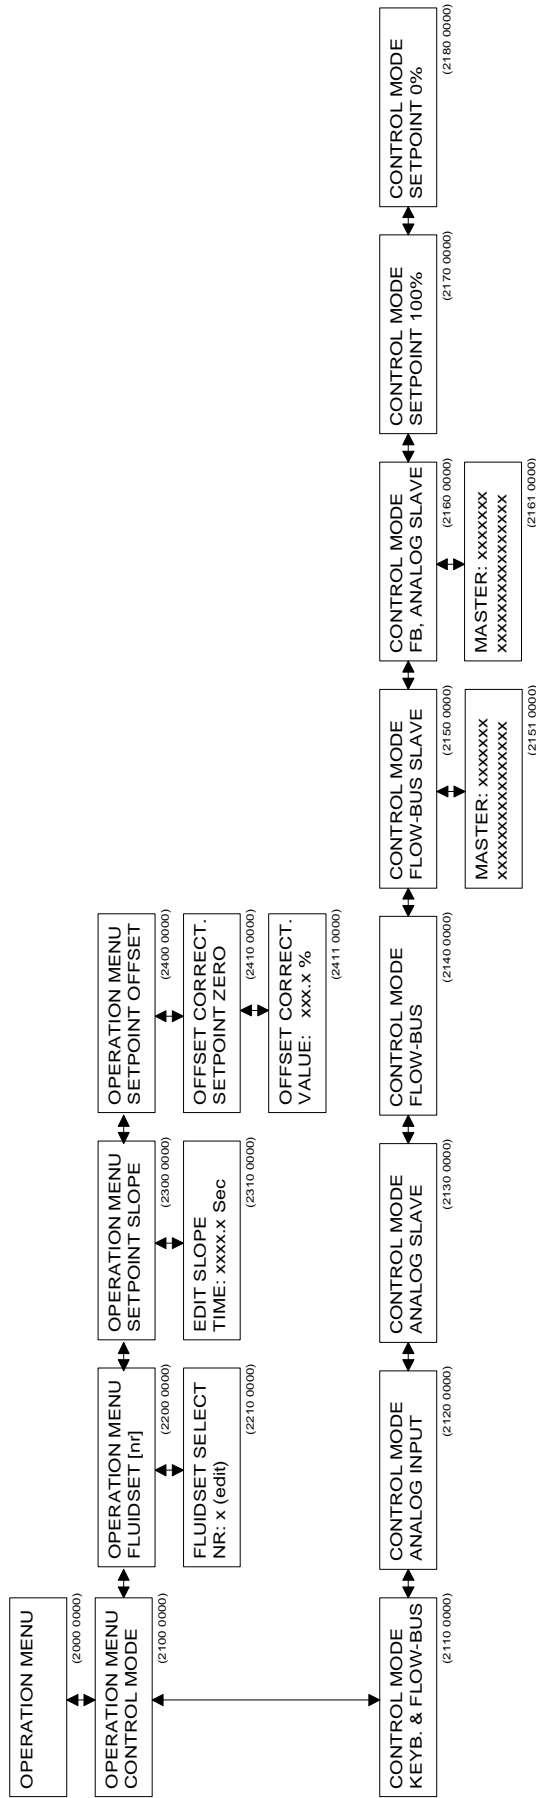 OPERATION MENU
(2000 0000)
OPERATION MENU
CONTROL MODE
(2100 0000)
OPERATION MENU
FLUIDSET [nr]
(2200 0000)
OPERATION MENU
SETPOINT SLOPE
(2300 0000)
OPERATION MENU
SETPOINT OFFSET
(2400 0000)
FLUIDSET SELECT
NR: x (edit)
(2210 0000)
EDIT SLOPE
TIME: xxxx.x Sec
(2310 0000)
OFFSET CORRECT.
SETPOINT ZERO
(2410 0000)
OFFSET CORRECT.
VALUE: xxx.x %
(2411 0000)
CONTROL MODE
KEYB. & FLOW-BUS
(2110 0000)
CONTROL MODE
ANALOG INPUT
(2120 0000)
CONTROL MODE
ANALOG SLAVE
(2130 0000)
CONTROL MODE
FLOW-BUS
(2140 0000)
CONTROL MODE
FLOW-BUS SLAVE
(2150 0000)
CONTROL MODE
FB, ANALOG SLAVE
(2160 0000)
CONTROL MODE
SETPOINT 100%
(2170 0000)
CONTROL MODE
SETPOINT 0%
(2180 0000)
MASTER: xxxxxxx
xxxxxxxxxxxxxxxx
(2151 0000)
MASTER: xxxxxxx
xxxxxxxxxxxxxxxx
(2161 0000)